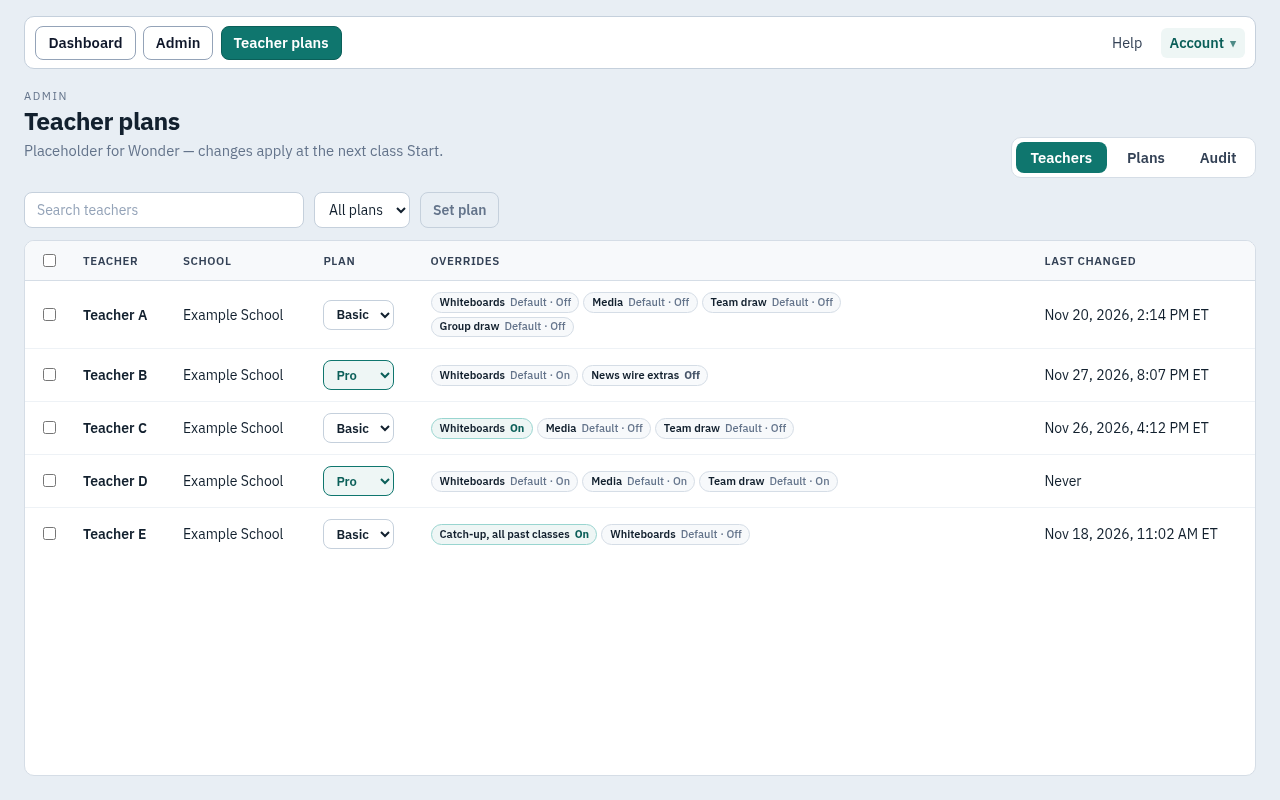 Dashboard Admin Teacher plans Help Account ▾
ADMIN
Teacher plans
Placeholder for Wonder — changes apply at the next class Start.
Teachers Plans Audit
Search teachers All plans Set plan
TEACHER SCHOOL PLAN OVERRIDES LAST CHANGED
Teacher A Example School Basic Whiteboards Default · Off Media Default · Off Team draw Default · Off Nov 20, 2026, 2:14 PM ET
Group draw Default · Off
Teacher B Example School Pro Whiteboards Default · On News wire extras Off Nov 27, 2026, 8:07 PM ET
Teacher C Example School Basic Whiteboards On Media Default · Off Team draw Default · Off Nov 26, 2026, 4:12 PM ET
Teacher D Example School Pro Whiteboards Default · On Media Default · On Team draw Default · On Never
Teacher E Example School Basic Catch-up, all past classes On Whiteboards Default · Off Nov 18, 2026, 11:02 AM ET